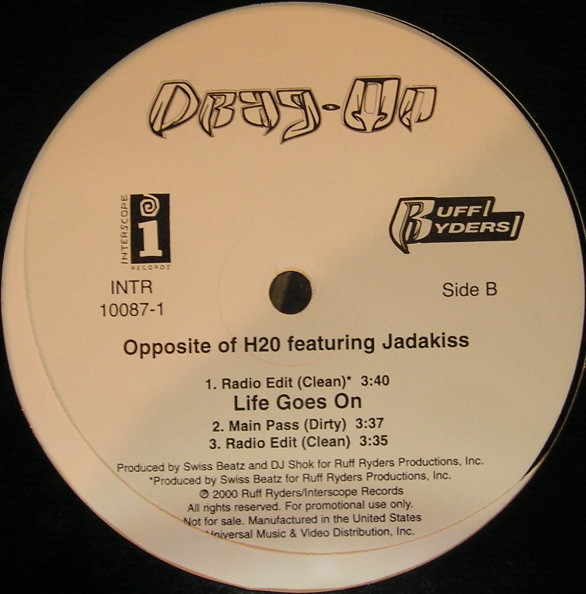 Drag-On
INTERSCOPE
i
RECORDS
RUFF
RYDERS
INTR
10087-1
Side B
Opposite of H20 featuring Jadakiss
1. Radio Edit (Clean)* 3:40
Life Goes On
2. Main Pass (Dirty) 3:37
3. Radio Edit (Clean) 3:35
Produced by Swiss Beatz and DJ Shok for Ruff Ryders Productions, Inc.
*Produced by Swiss Beatz for Ruff Ryders Productions, Inc.
℗ 2000 Ruff Ryders/Interscope Records
All rights reserved. For promotional use only.
Not for sale. Manufactured in the United States
Universal Music & Video Distribution, Inc.